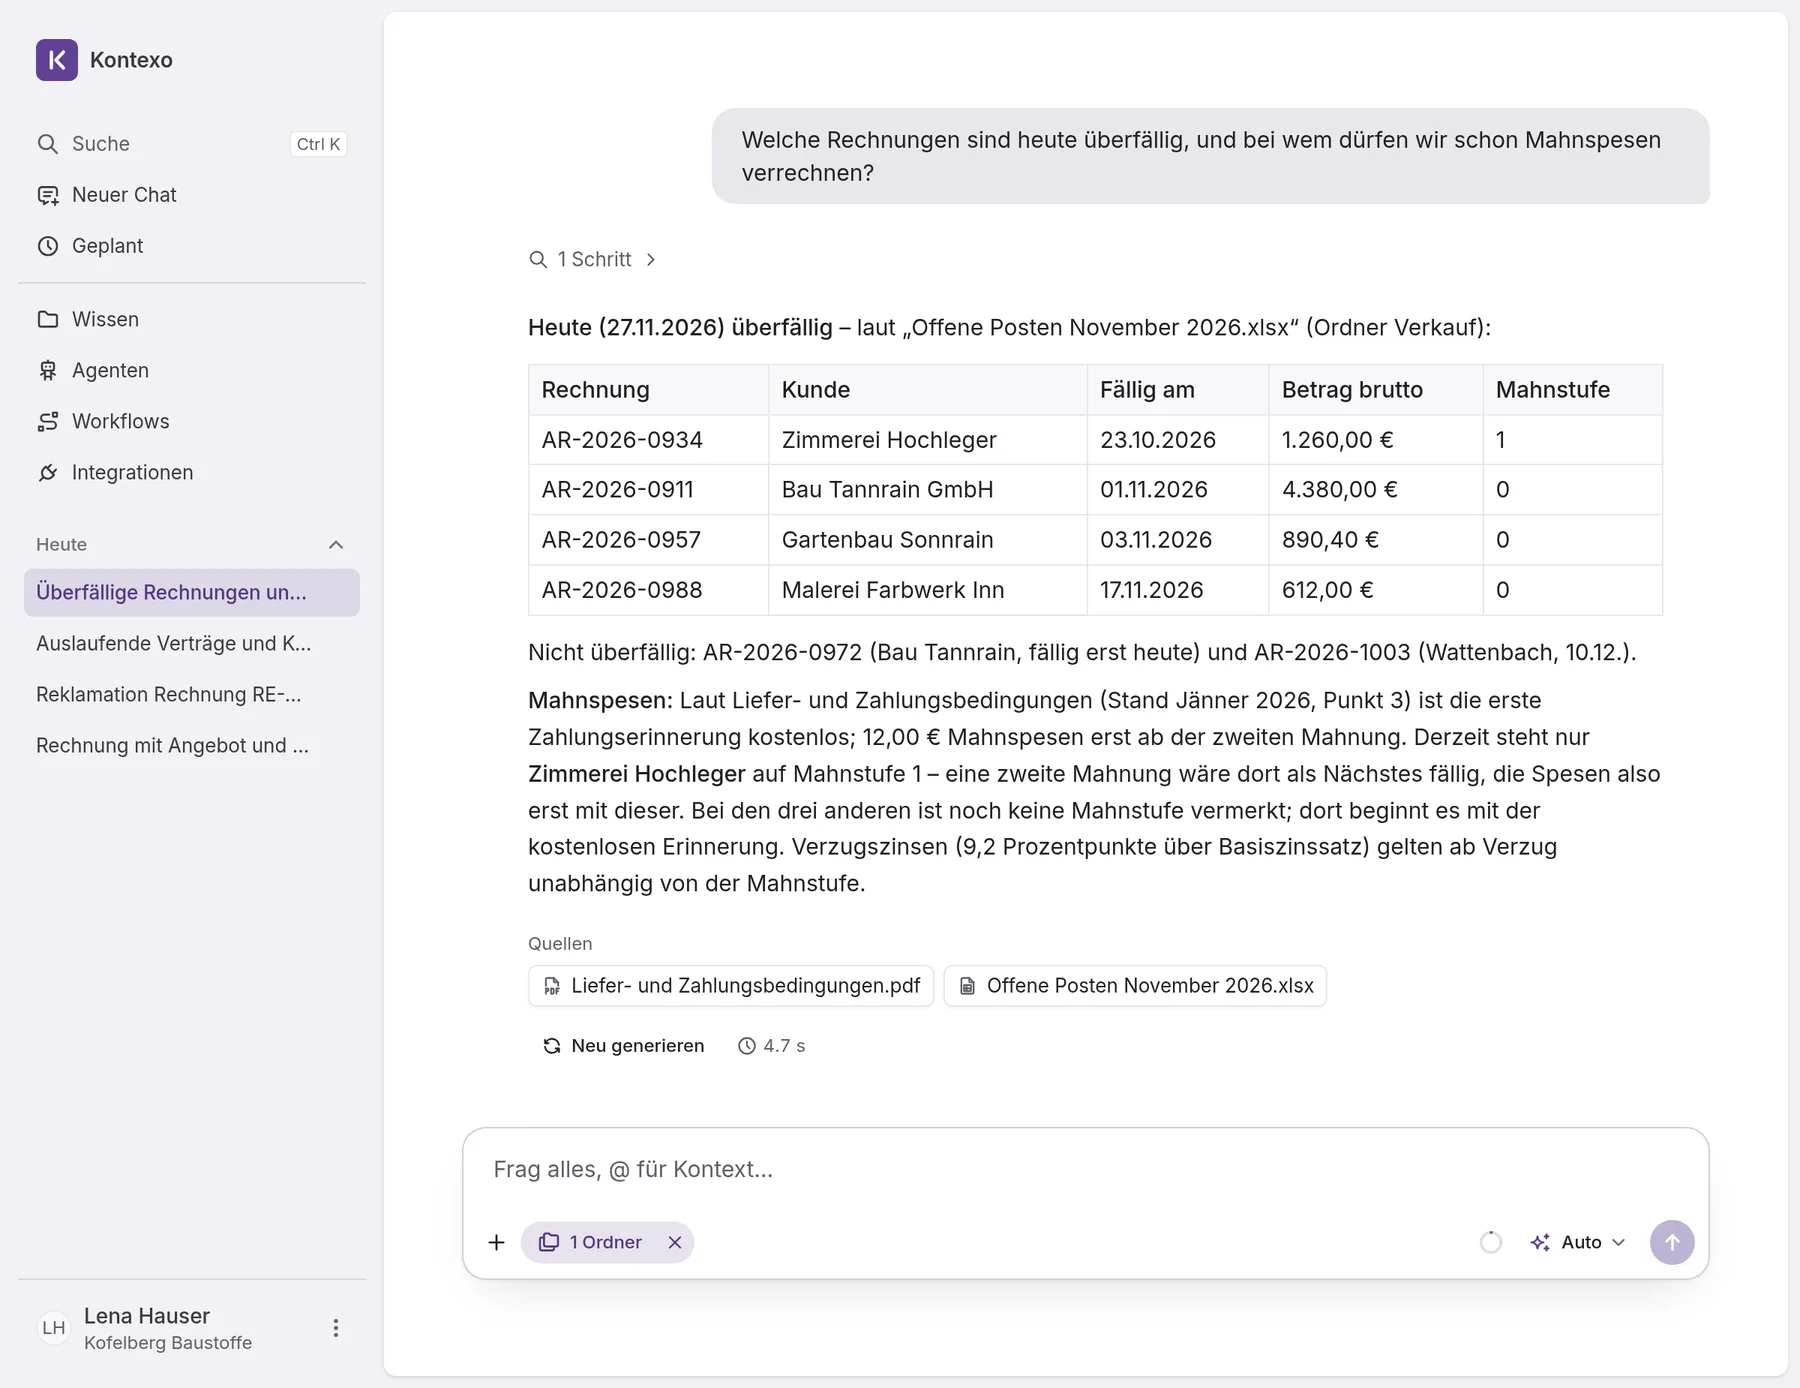 Kontexo
Suche Ctrl K
Neuer Chat
Geplant
Wissen
Agenten
Workflows
Integrationen
Heute
Überfällige Rechnungen un...
Auslaufende Verträge und K...
Reklamation Rechnung RE-...
Rechnung mit Angebot und ...
LH
Lena Hauser
Kofelberg Baustoffe
Welche Rechnungen sind heute überfällig, und bei wem dürfen wir schon Mahnspesen
verrechnen?
1 Schritt
Heute (27.11.2026) überfällig – laut „Offene Posten November 2026.xlsx“ (Ordner Verkauf):
Rechnung Kunde Fällig am Betrag brutto Mahnstufe
AR-2026-0934 Zimmerei Hochleger 23.10.2026 1.260,00 € 1
AR-2026-0911 Bau Tannrain GmbH 01.11.2026 4.380,00 € 0
AR-2026-0957 Gartenbau Sonnrain 03.11.2026 890,40 € 0
AR-2026-0988 Malerei Farbwerk Inn 17.11.2026 612,00 € 0
Nicht überfällig: AR-2026-0972 (Bau Tannrain, fällig erst heute) und AR-2026-1003 (Wattenbach, 10.12.).
Mahnspesen: Laut Liefer- und Zahlungsbedingungen (Stand Jänner 2026, Punkt 3) ist die erste
Zahlungserinnerung kostenlos; 12,00 € Mahnspesen erst ab der zweiten Mahnung. Derzeit steht nur
Zimmerei Hochleger auf Mahnstufe 1 – eine zweite Mahnung wäre dort als Nächstes fällig, die Spesen also
erst mit dieser. Bei den drei anderen ist noch keine Mahnstufe vermerkt; dort beginnt es mit der
kostenlosen Erinnerung. Verzugszinsen (9,2 Prozentpunkte über Basiszinssatz) gelten ab Verzug
unabhängig von der Mahnstufe.
Quellen
PDF Liefer- und Zahlungsbedingungen.pdf Offene Posten November 2026.xlsx
Neu generieren 4.7 s
Frag alles, @ für Kontext...
1 Ordner Auto